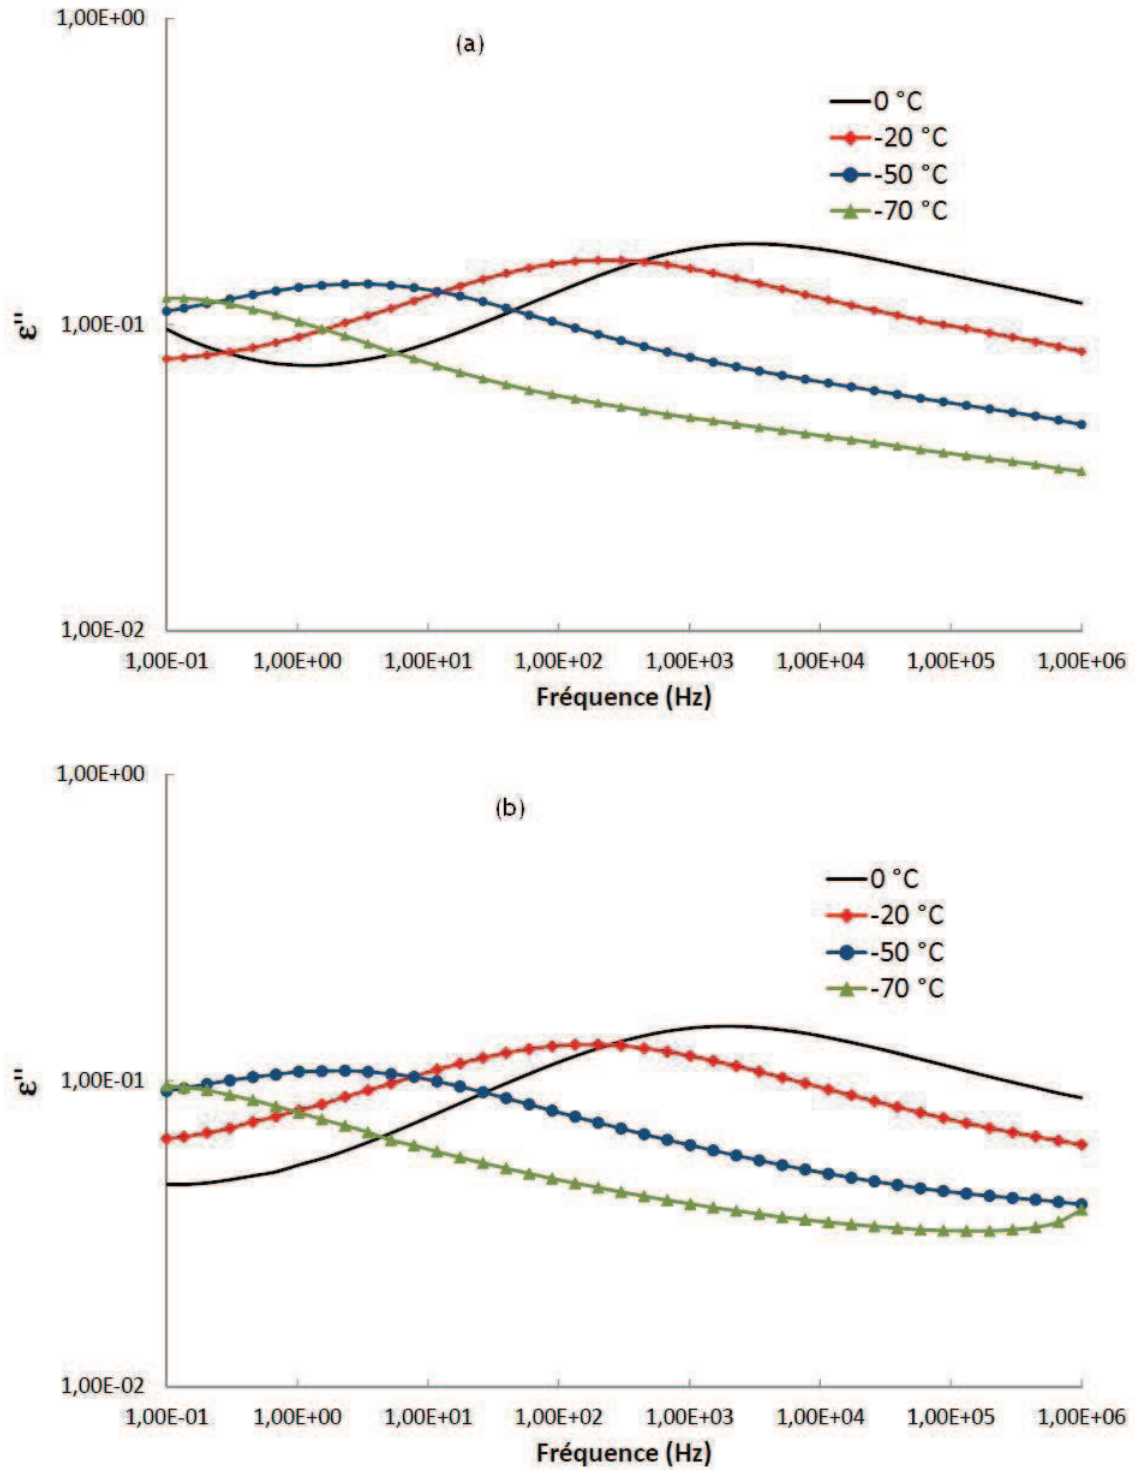 1,00E+00
(a)
0 °C
-20 °C
-50 °C
-70 °C
1,00E-01
ε"
1,00E-02
1,00E-01 1,00E+00 1,00E+01 1,00E+02 1,00E+03 1,00E+04 1,00E+05 1,00E+06
Fréquence (Hz)
1,00E+00
(b)
0 °C
-20 °C
-50 °C
-70 °C
1,00E-01
ε"
1,00E-02
1,00E-01 1,00E+00 1,00E+01 1,00E+02 1,00E+03 1,00E+04 1,00E+05 1,00E+06
Fréquence (Hz)